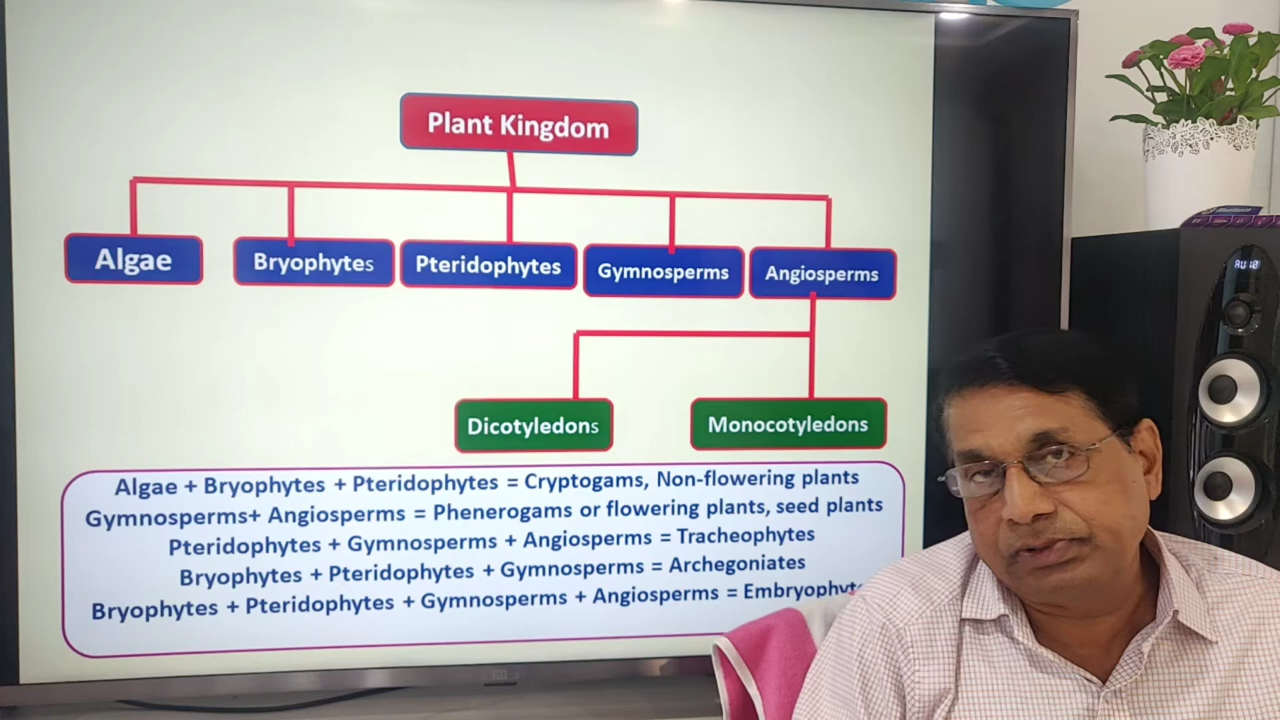 Plant Kingdom
Algae
Bryophytes
Pteridophytes
Gymnosperms
Angiosperms
Dicotyledons
Monocotyledons
Algae + Bryophytes + Pteridophytes = Cryptogams, Non-flowering plants
Gymnosperms+ Angiosperms = Phenerogams or flowering plants, seed plants
Pteridophytes + Gymnosperms + Angiosperms = Tracheophytes
Bryophytes + Pteridophytes + Gymnosperms = Archegoniates
Bryophytes + Pteridophytes + Gymnosperms + Angiosperms =